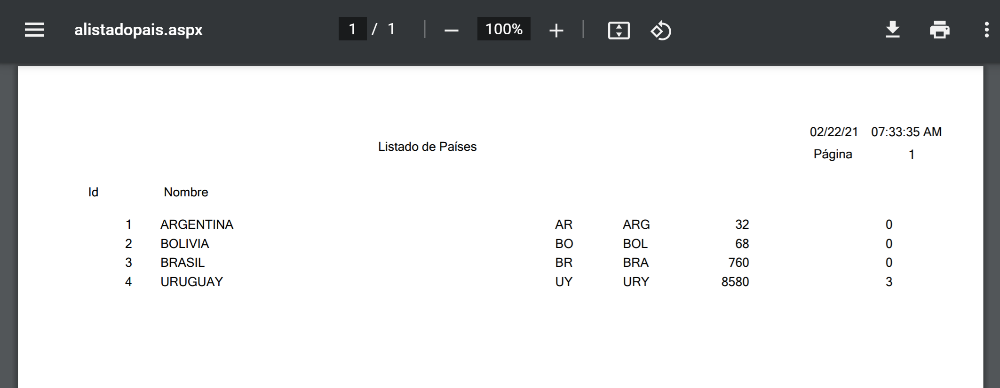 alistadopais.aspx 1 / 1 100%
02/22/21 07:33:35 AM
Listado de Países
Página 1
Id Nombre
1 ARGENTINA AR ARG 32 0
2 BOLIVIA BO BOL 68 0
3 BRASIL BR BRA 760 0
4 URUGUAY UY URY 8580 3